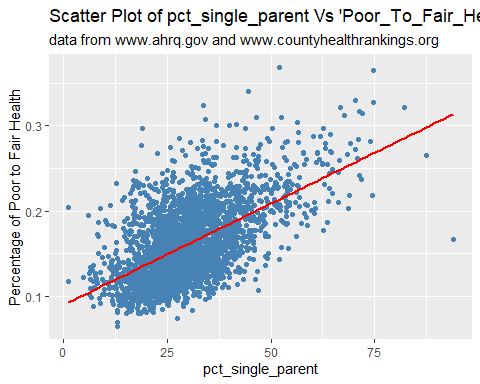 Scatter Plot of pct_single_parent Vs 'Poor_To_Fair_He
data from www.ahrq.gov and www.countyhealthrankings.org
Percentage of Poor to Fair Health
0.3
0.2
0.1
0
25
50
75
pct_single_parent